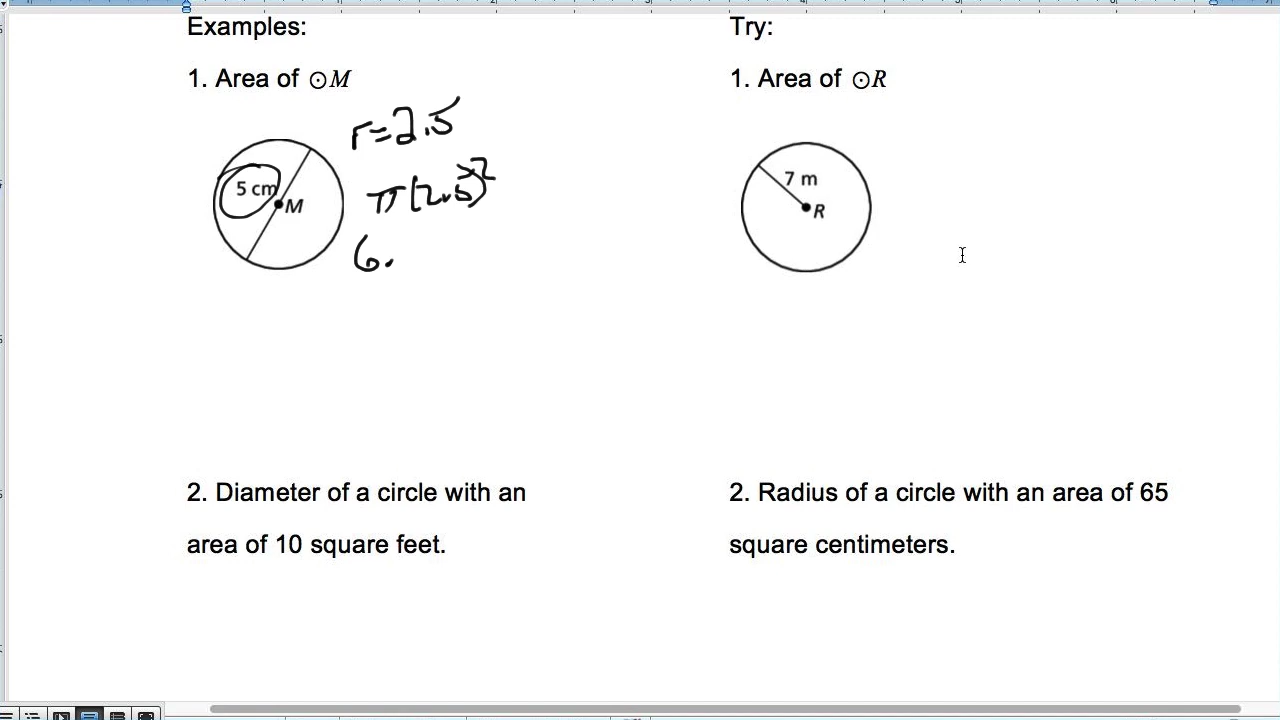 Examples:
1. Area of ⊙M
5 cm
M
r=2.5
π(2.5)²
6.
2. Diameter of a circle with an
area of 10 square feet.
Try:
1. Area of ⊙R
7 m
R
2. Radius of a circle with an area of 65
square centimeters.